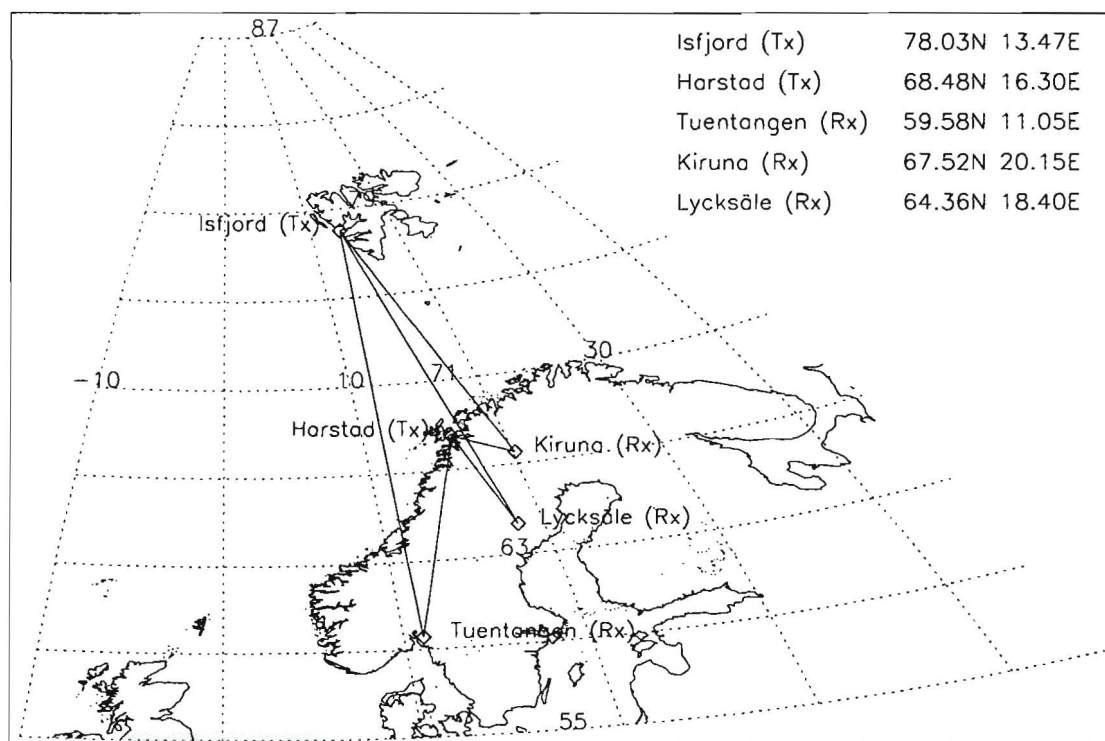 87
Isfjord (Tx) 78.03N 13.47E
Harstad (Tx) 68.48N 16.30E
Tuentangen (Rx) 59.58N 11.05E
Kiruna (Rx) 67.52N 20.15E
Lycksäle (Rx) 64.36N 18.40E
79
Isfjord (Tx)
30
71
-10 10
Harstad (Tx)
Kiruna (Rx)
Lycksäle (Rx)
63
Tuentangen (Rx)
55